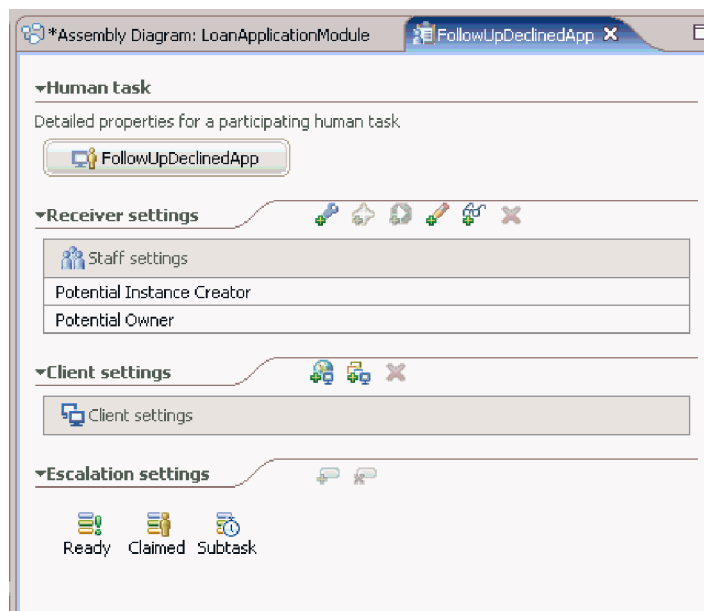 *Assembly Diagram: LoanApplicationModule
FollowUpDeclinedApp
Human task
Detailed properties for a participating human task
FollowUpDeclinedApp
Receiver settings
Staff settings
Potential Instance Creator
Potential Owner
Client settings
Client settings
Escalation settings
Ready Claimed Subtask